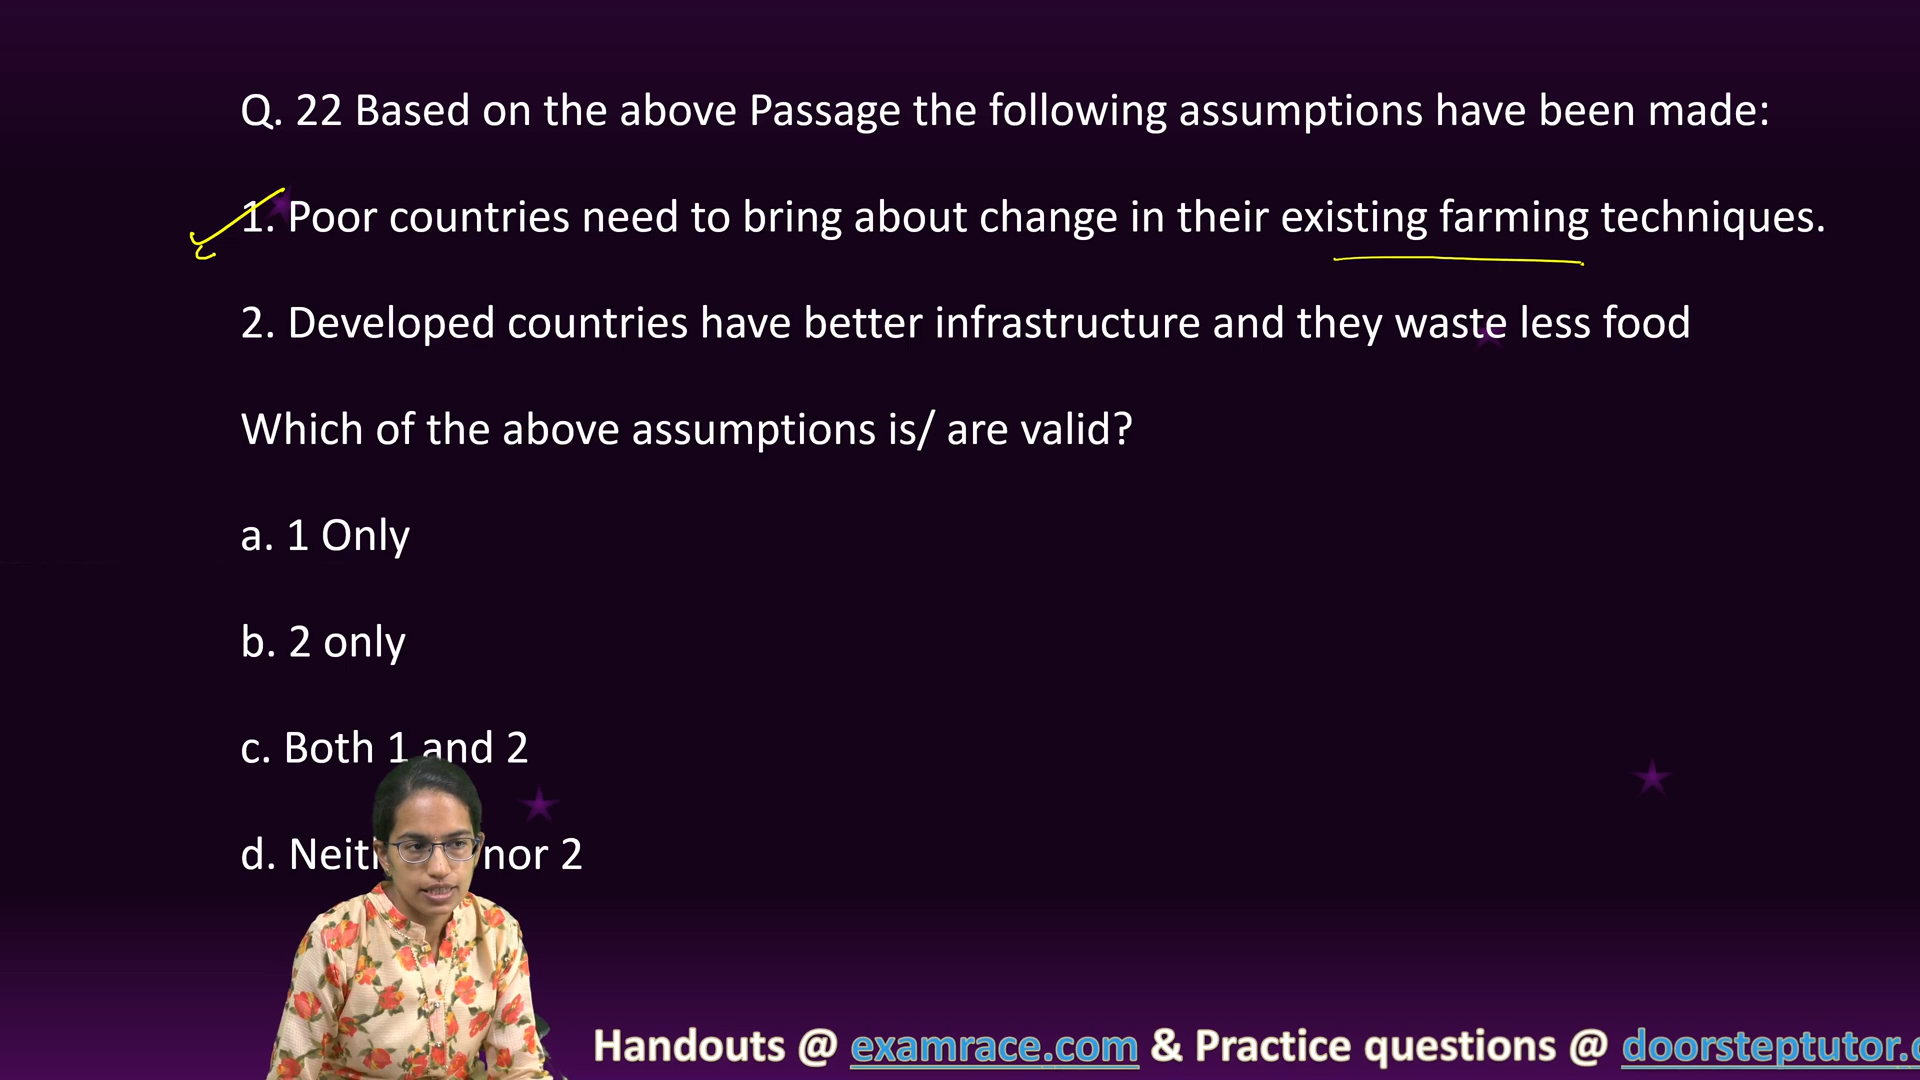 Q. 22 Based on the above Passage the following assumptions have been made:
1. Poor countries need to bring about change in their existing farming techniques.
2. Developed countries have better infrastructure and they waste less food
Which of the above assumptions is/ are valid?
a. 1 Only
b. 2 only
c. Both 1 and 2
d. nor 2
Handouts @ examrace.com & Practice questions @ doorsteptutor.